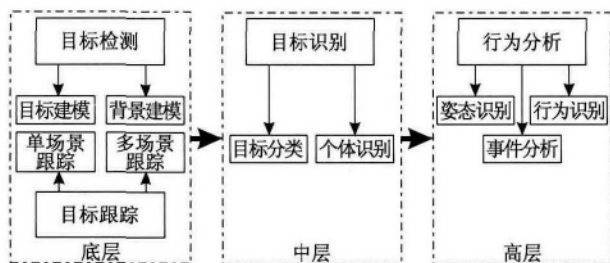 目标检测
目标建模
背景建模
单场景
跟踪
多场景
跟踪
目标跟踪
底层
目标识别
目标分类
个体识别
中层
行为分析
姿态识别
行为识别
事件分析
高层